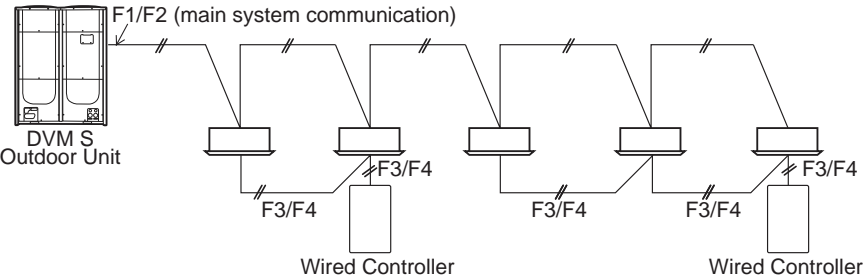 F1/F2 (main system communication)
DVM S
Outdoor Unit
F3/F4
F3/F4
F3/F4
F3/F4
F3/F4
Wired Controller
Wired Controller